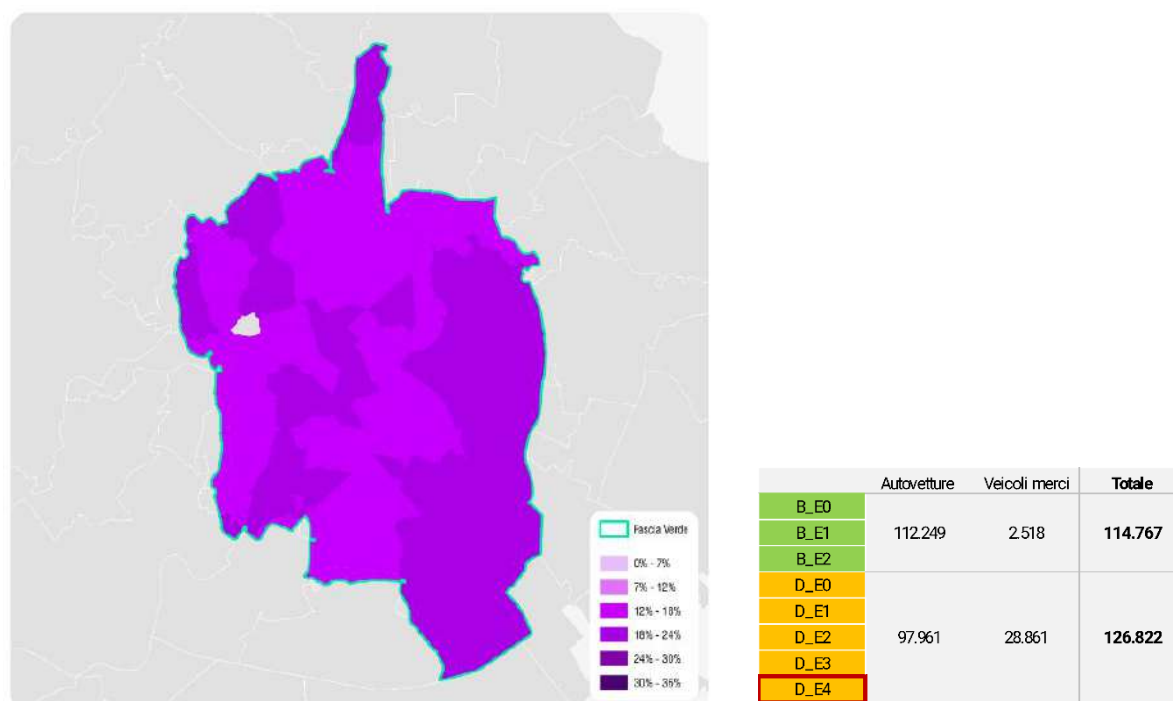 Fascia Verde
0% - 7%
7% - 12%
12% - 18%
18% - 24%
24% - 30%
30% - 36%
Autovetture Veicoli merci Totale
B_E0
B_E1 112.249 2.518 114.767
B_E2
D_E0
D_E1
D_E2 97.961 28.861 126.822
D_E3
D_E4